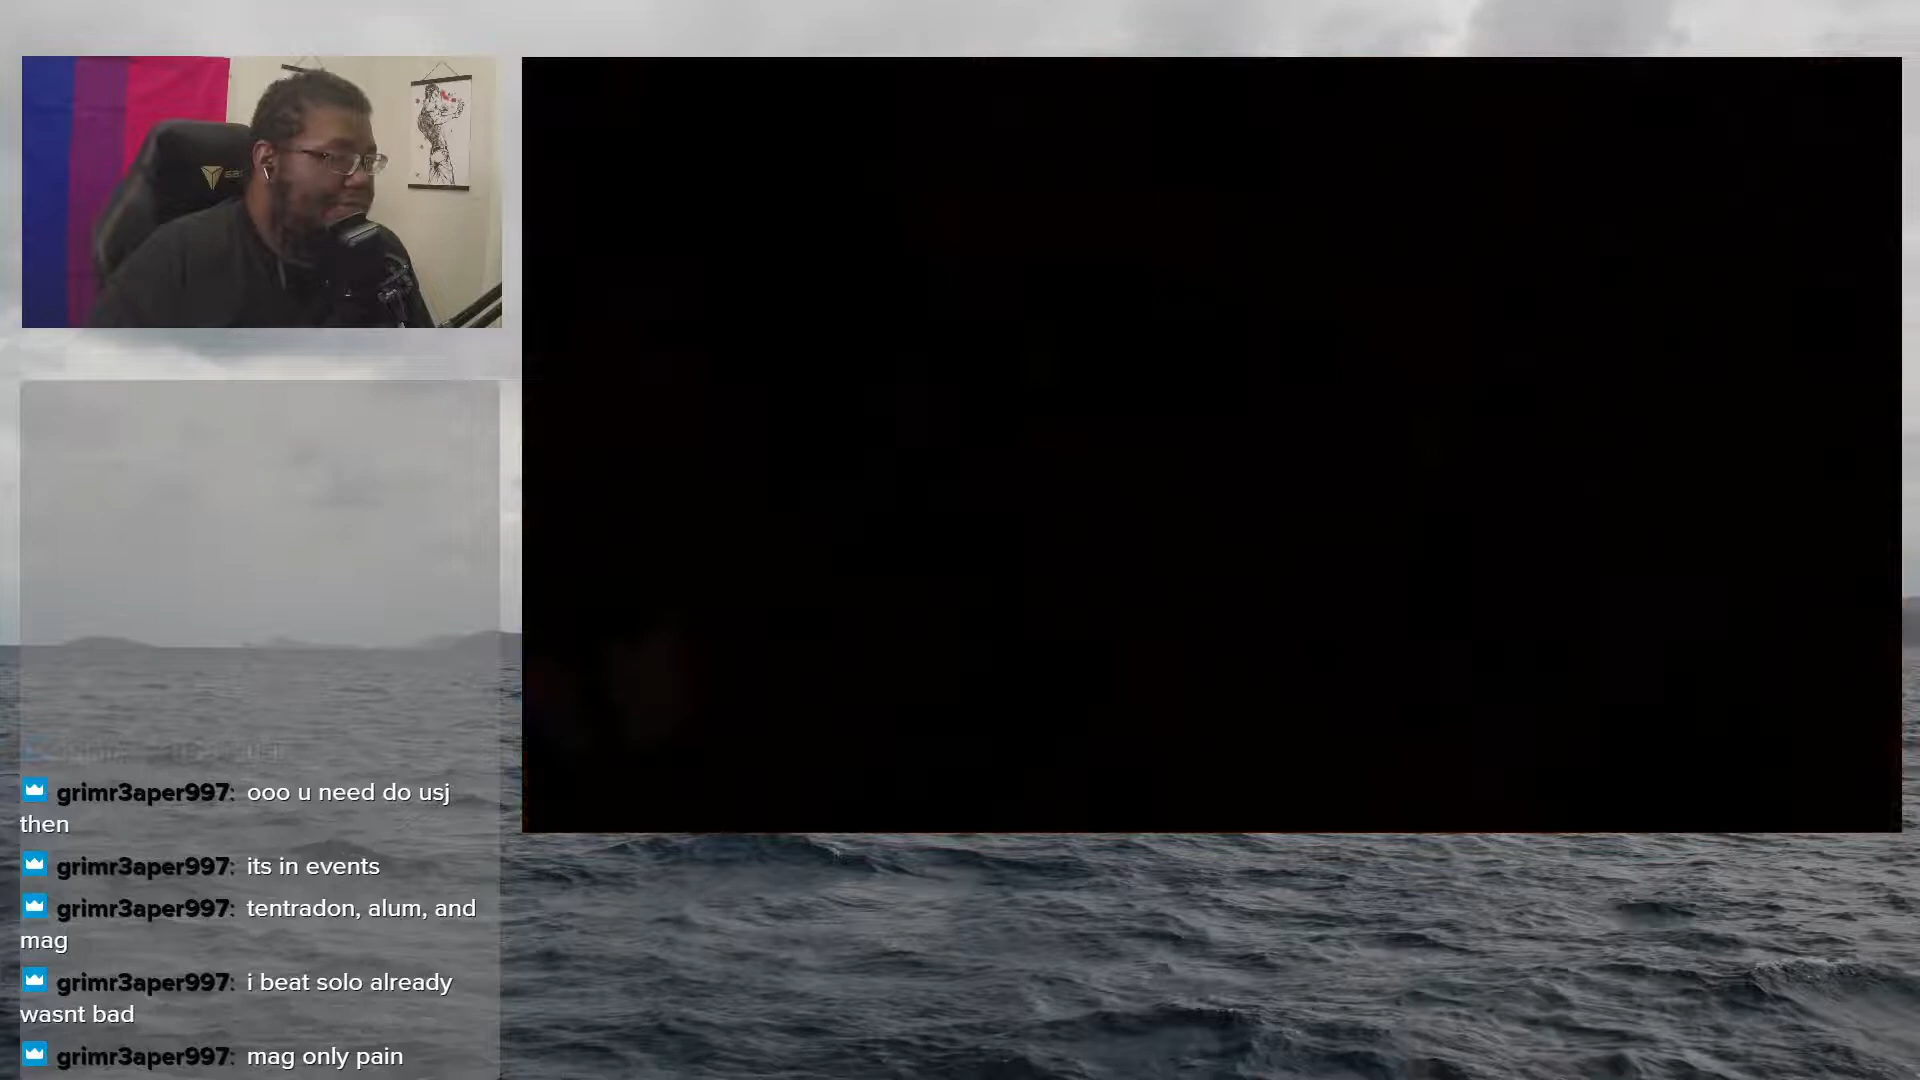 grimr3aper997: ooo u need do usj
then
grimr3aper997: its in events
grimr3aper997: tentradon, alum, and
mag
grimr3aper997: i beat solo already
wasnt bad
grimr3aper997: mag only pain